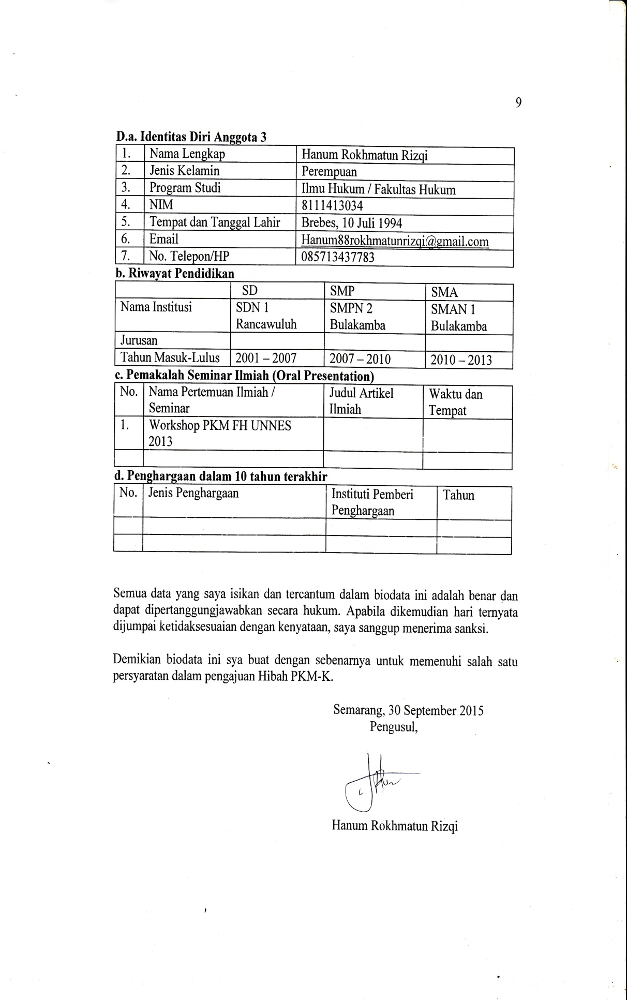 9
D.a. Identitas Diri Anggota 3
1. Nama Lengkap Hanum Rokhmatun Rizqi
2. Jenis Kelamin Perempuan
3. Program Studi Ilmu Hukum / Fakultas Hukum
4. NIM 8111413034
5. Tempat dan Tanggal Lahir Brebes, 10 Juli 1994
6. Email Hanum88rokhmatunrizqi@gmail.com
7. No. Telepon/HP 085713437783
b. Riwayat Pendidikan
SD SMP SMA
Nama Institusi SDN 1 SMPN 2 SMAN 1
Rancawuluh Bulakamba Bulakamba
Jurusan
Tahun Masuk-Lulus 2001 – 2007 2007 – 2010 2010 – 2013
c. Pemakalah Seminar Ilmiah (Oral Presentation)
No. Nama Pertemuan Ilmiah / Judul Artikel Waktu dan
Seminar Ilmiah Tempat
1. Workshop PKM FH UNNES
2013
d. Penghargaan dalam 10 tahun terakhir
No. Jenis Penghargaan Instituti Pemberi Tahun
Penghargaan
Semua data yang saya isikan dan tercantum dalam biodata ini adalah benar dan
dapat dipertanggungjawabkan secara hukum. Apabila dikemudian hari ternyata
dijumpai ketidaksesuaian dengan kenyataan, saya sanggup menerima sanksi.
Demikian biodata ini sya buat dengan sebenarnya untuk memenuhi salah satu
persyaratan dalam pengajuan Hibah PKM-K.
Semarang, 30 September 2015
Pengusul,
Hanum Rokhmatun Rizqi